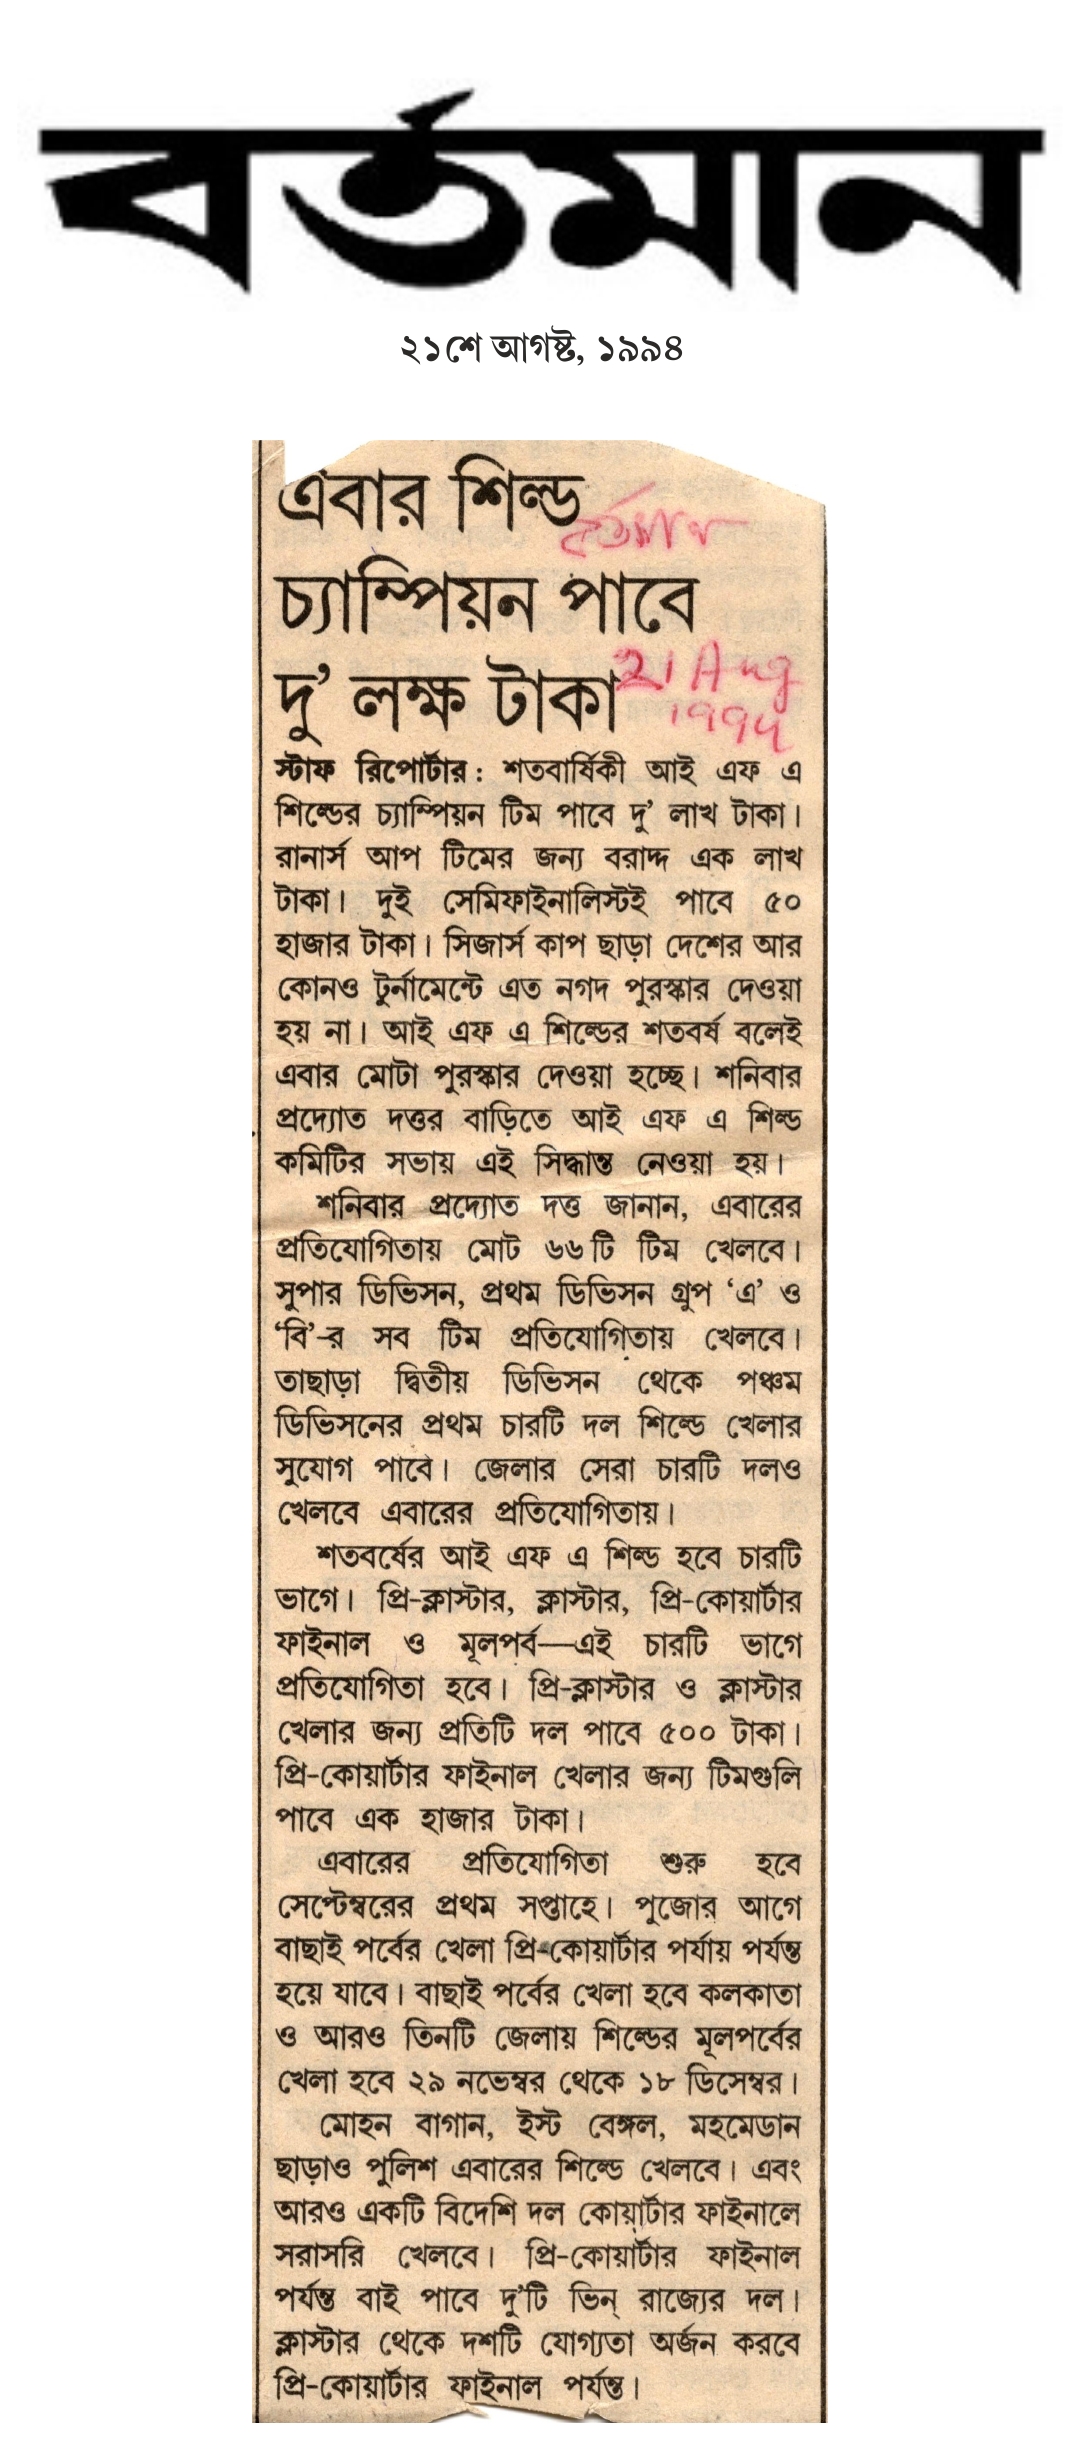 বর্তমান
২১শে আগষ্ট, ১৯৯৪
এবার শিল্ড
বর্তমান
চ্যাম্পিয়ন পাবে
দু' লক্ষ টাকা
21 Aug
1994
স্টাফ রিপোর্টার : শতবার্ষিকী আই এফ এ
শিল্ডের চ্যাম্পিয়ন টিম পাবে দু' লাখ টাকা।
রানার্স আপ টিমের জন্য বরাদ্দ এক লাখ
টাকা। দুই সেমিফাইনালিস্টই পাবে ৫০
হাজার টাকা। সিজার্স কাপ ছাড়া দেশের আর
কোনও টুর্নামেন্টে এত নগদ পুরস্কার দেওয়া
হয় না। আই এফ এ শিল্ডের শতবর্ষ বলেই
এবার মোটা পুরস্কার দেওয়া হচ্ছে। শনিবার
প্রদ্যোত দত্তর বাড়িতে আই এফ এ শিল্ড
কমিটির সভায় এই সিদ্ধান্ত নেওয়া হয়।
শনিবার প্রদ্যোত দত্ত জানান, এবারের
প্রতিযোগিতায় মোট ৬৬টি টিম খেলবে।
সুপার ডিভিসন, প্রথম ডিভিসন গ্রুপ 'এ' ও
'বি'-র সব টিম প্রতিযোগিতায় খেলবে।
তাছাড়া দ্বিতীয় ডিভিসন থেকে পঞ্চম
ডিভিসনের প্রথম চারটি দল শিল্ডে খেলার
সুযোগ পাবে। জেলার সেরা চারটি দলও
খেলবে এবারের প্রতিযোগিতায়।
শতবর্ষের আই এফ এ শিল্ড হবে চারটি
ভাগে। প্রি-ক্লাস্টার, ক্লাস্টার, প্রি-কোয়ার্টার
ফাইনাল ও মূলপর্ব—এই চারটি ভাগে
প্রতিযোগিতা হবে। প্রি-ক্লাস্টার ও ক্লাস্টার
খেলার জন্য প্রতিটি দল পাবে ৫০০ টাকা।
প্রি-কোয়ার্টার ফাইনাল খেলার জন্য টিমগুলি
পাবে এক হাজার টাকা।
এবারের প্রতিযোগিতা শুরু হবে
সেপ্টেম্বরের প্রথম সপ্তাহে। পুজোর আগে
বাছাই পর্বের খেলা প্রি-কোয়ার্টার পর্যায় পর্যন্ত
হয়ে যাবে। বাছাই পর্বের খেলা হবে কলকাতা
ও আরও তিনটি জেলায় শিল্ডের মূলপর্বের
খেলা হবে ২৯ নভেম্বর থেকে ১৮ ডিসেম্বর।
মোহন বাগান, ইস্ট বেঙ্গল, মহমেডান
ছাড়াও পুলিশ এবারের শিল্ডে খেলবে। এবং
আরও একটি বিদেশি দল কোয়ার্টার ফাইনালে
সরাসরি খেলবে। প্রি-কোয়ার্টার ফাইনাল
পর্যন্ত বাই পাবে দু'টি ভিন্ রাজ্যের দল।
ক্লাস্টার থেকে দশটি যোগ্যতা অর্জন করবে
প্রি-কোয়ার্টার ফাইনাল পর্যন্ত।